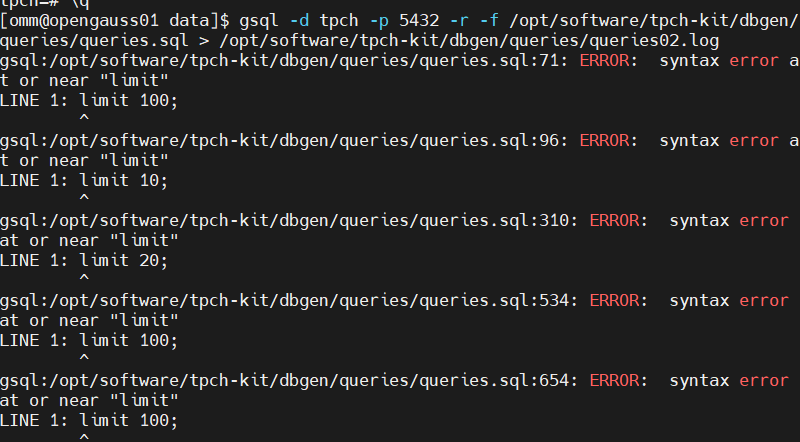 tpch=# \q
[omm@opengauss01 data]$ gsql -d tpch -p 5432 -r -f /opt/software/tpch-kit/dbgen/
queries/queries.sql > /opt/software/tpch-kit/dbgen/queries/queries02.log
gsql:/opt/software/tpch-kit/dbgen/queries/queries.sql:71: ERROR:  syntax error a
t or near "limit"
LINE 1: limit 100;
        ^
gsql:/opt/software/tpch-kit/dbgen/queries/queries.sql:96: ERROR:  syntax error a
t or near "limit"
LINE 1: limit 10;
        ^
gsql:/opt/software/tpch-kit/dbgen/queries/queries.sql:310: ERROR:  syntax error
at or near "limit"
LINE 1: limit 20;
        ^
gsql:/opt/software/tpch-kit/dbgen/queries/queries.sql:534: ERROR:  syntax error
at or near "limit"
LINE 1: limit 100;
        ^
gsql:/opt/software/tpch-kit/dbgen/queries/queries.sql:654: ERROR:  syntax error
at or near "limit"
LINE 1: limit 100;
        ^